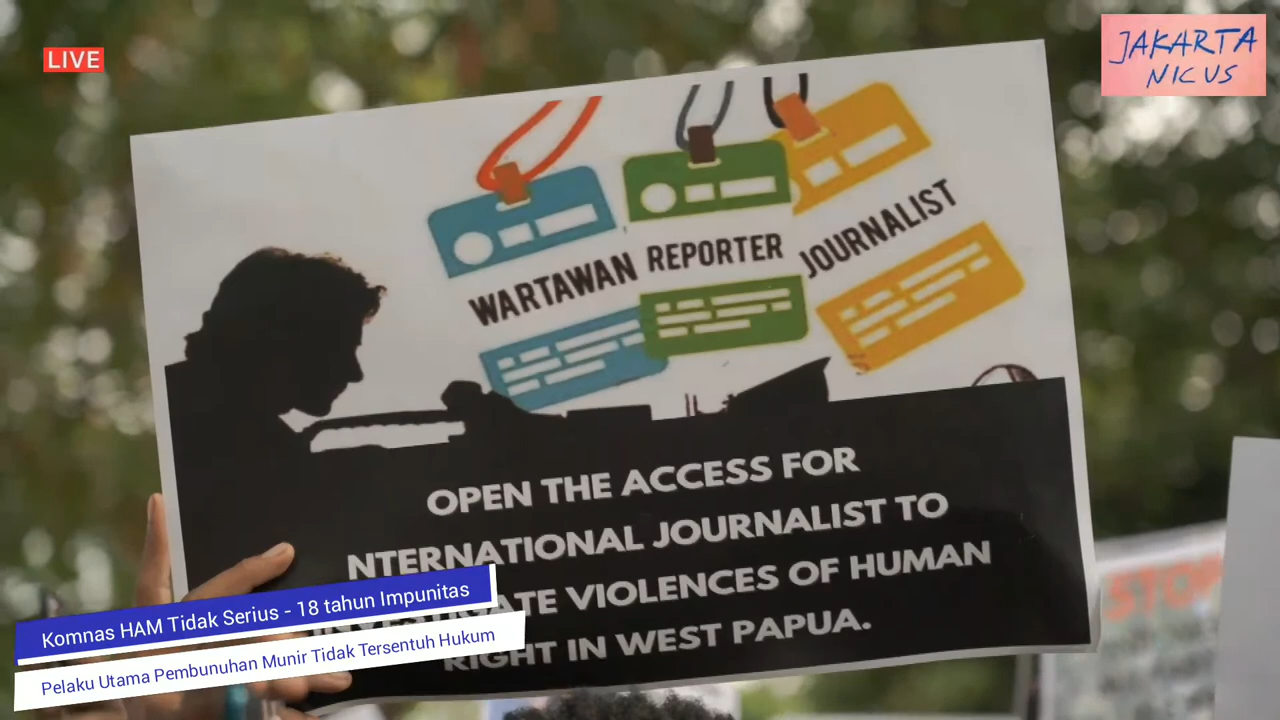 LIVE
JAKARTA
NICUS
WARTAWAN
REPORTER
JOURNALIST
OPEN THE ACCESS FOR
NTERNATIONAL JOURNALIST TO
INVESTIGATE VIOLENCES OF HUMAN
RIGHT IN WEST PAPUA.
STOP
Komnas HAM Tidak Serius - 18 tahun Impunitas
Pelaku Utama Pembunuhan Munir Tidak Tersentuh Hukum